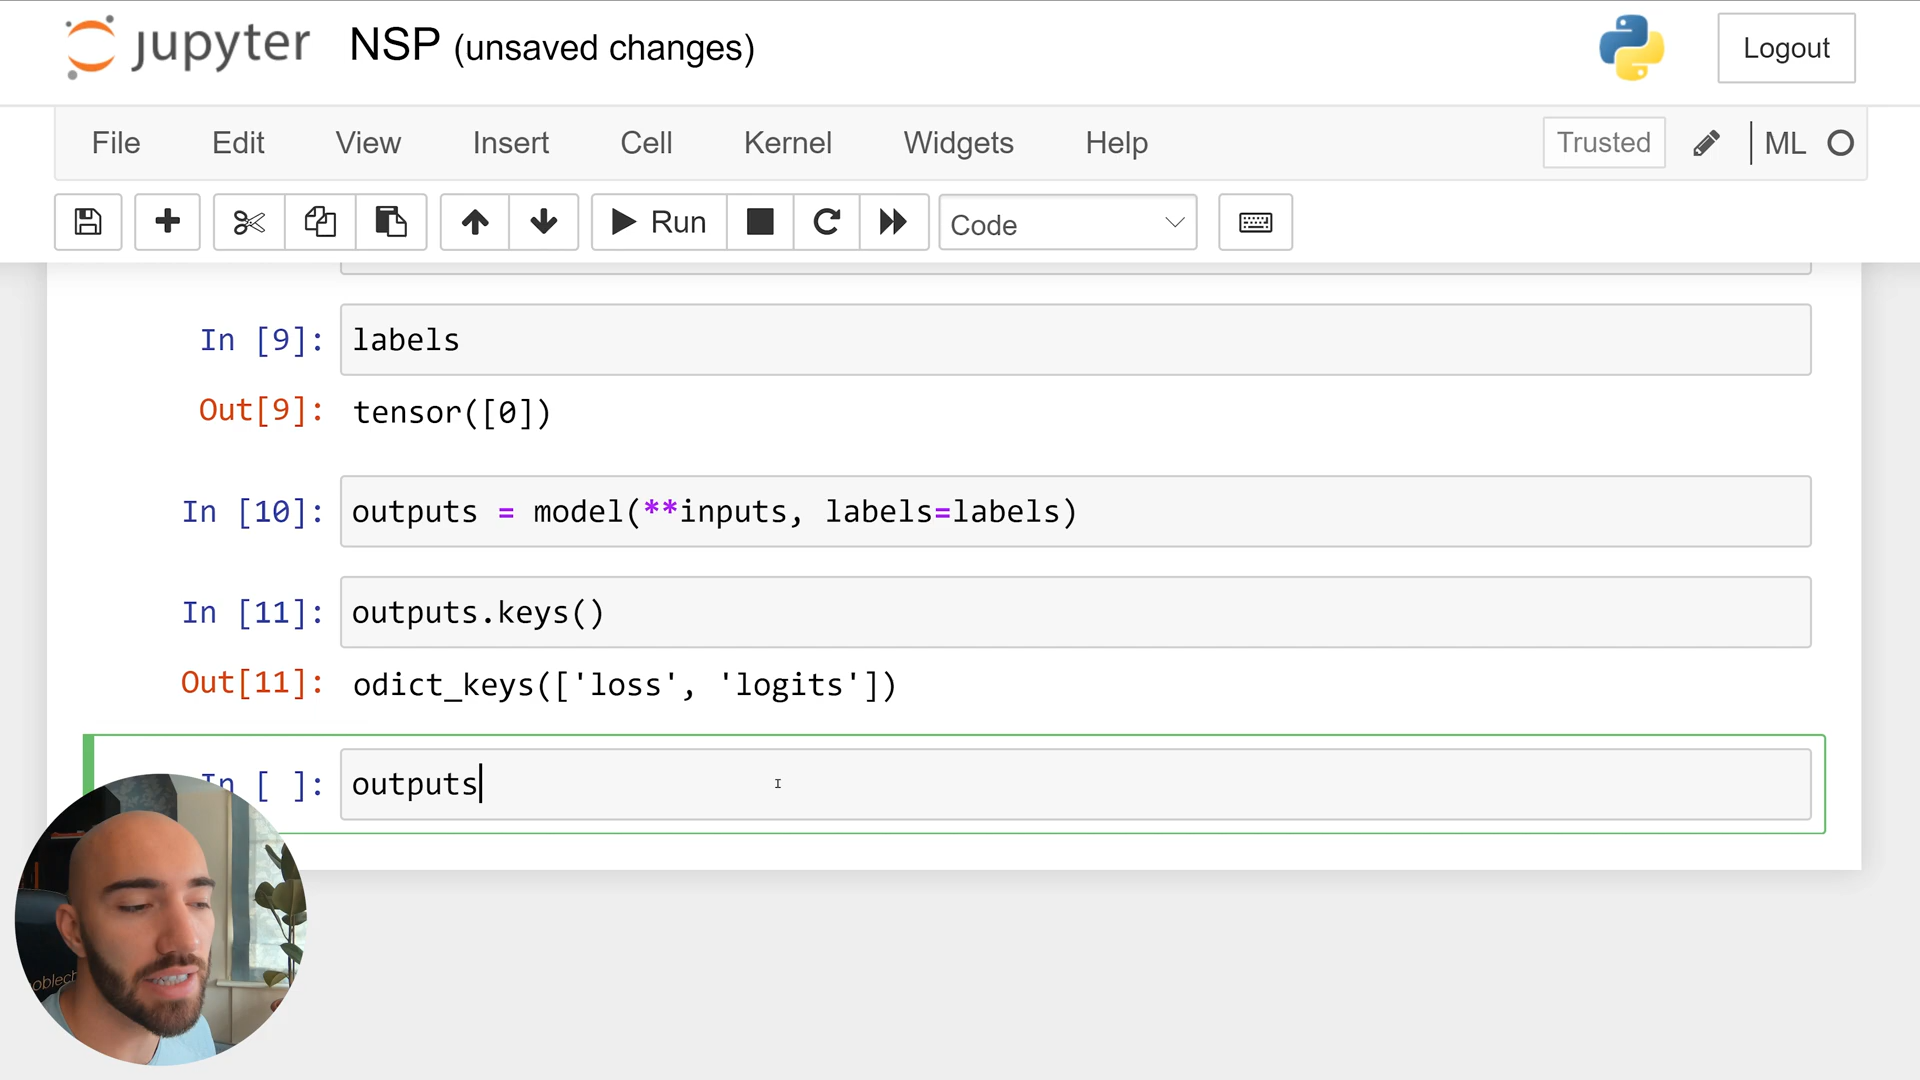 jupyter NSP (unsaved changes) Logout
File Edit View Insert Cell Kernel Widgets Help Trusted ML
Run Code
In [9]: labels
Out[9]: tensor([0])
In [10]: outputs = model(**inputs, labels=labels)
In [11]: outputs.keys()
Out[11]: odict_keys(['loss', 'logits'])
In [ ]: outputs